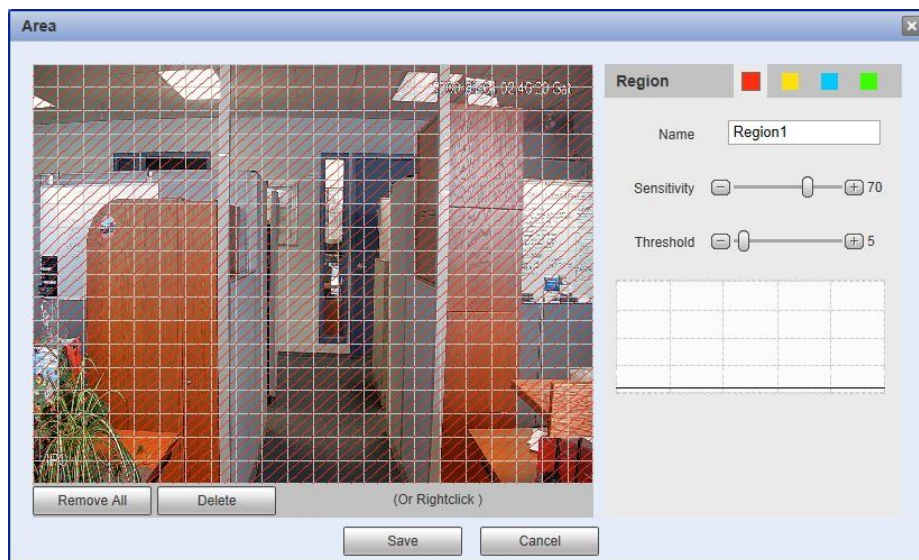 Area
Region
Name
Region1
Sensitivity
70
Threshold
5
Remove All
Delete
(Or Rightclick )
Save
Cancel